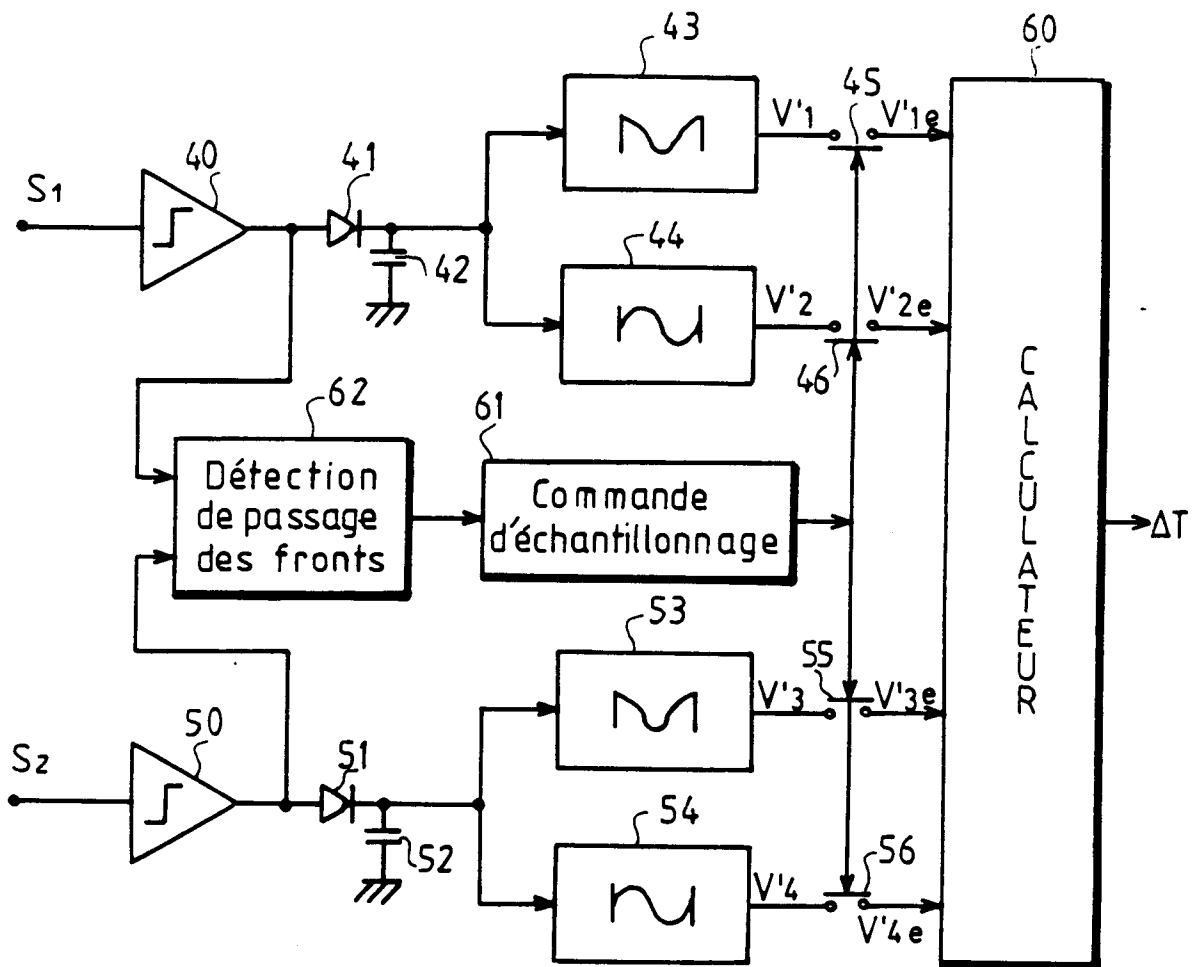 43
60
45
V'1
V'1e
40
41
S1
42
44
V'2
V'2e
46
CALCULATEUR
62
61
Détection
de passage
des fronts
Commande
d'échantillonnage
ΔT
53
55
V'3
V'3e
50
51
S2
52
54
56
V'4
V'4e